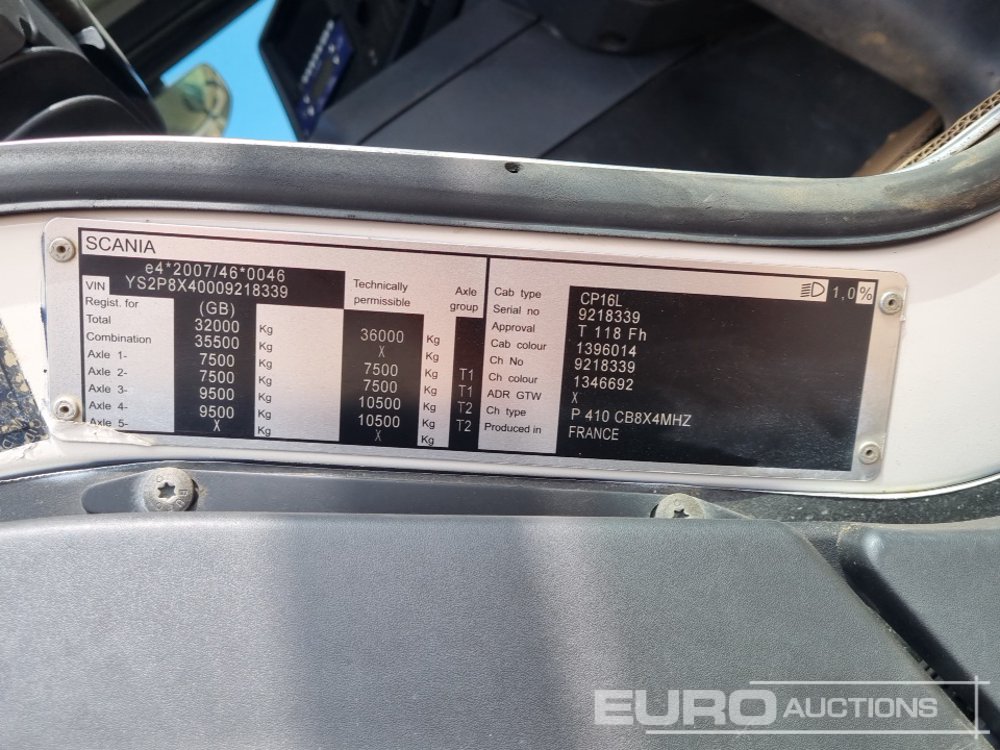 SCANIA
e4*2007/46*0046
VIN YS2P8X40009218339
Technically permissible
Axle group
Regist. for (GB)
Total 32000 Kg 36000 Kg
Combination 35500 Kg X Kg
Axle 1- 7500 Kg 7500 Kg T1
Axle 2- 7500 Kg 7500 Kg T1
Axle 3- 9500 Kg 10500 Kg T2
Axle 4- 9500 Kg 10500 Kg T2
Axle 5- X Kg X Kg
1,0%
Cab type CP16L
Serial no 9218339
Approval T 118 Fh
Cab colour 1396014
Ch No 9218339
Ch colour 1346692
ADR GTW X
Ch type P 410 CB8X4MHZ
Produced in FRANCE
EURO AUCTIONS